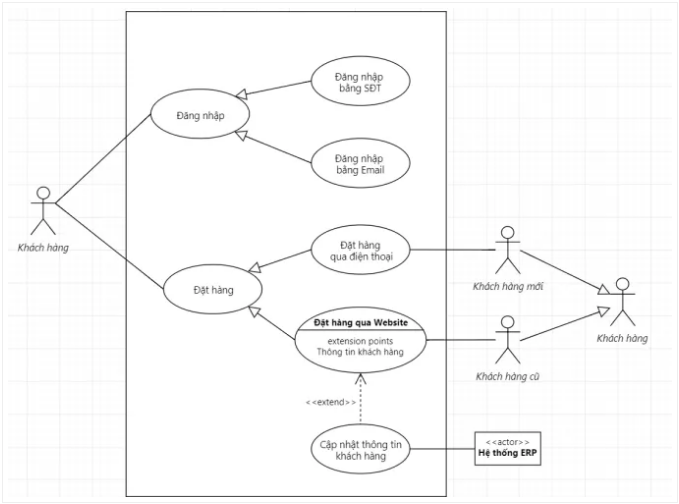 Đăng nhập
bằng SĐT
Đăng nhập
Đăng nhập
bằng Email
Khách hàng
Đặt hàng
qua điện thoại
Khách hàng mới
Đặt hàng
Đặt hàng qua Website
extension points
Thông tin khách hàng
Khách hàng
Khách hàng cũ
<<extend>>
Cập nhật thông tin
khách hàng
<<actor>>
Hệ thống ERP